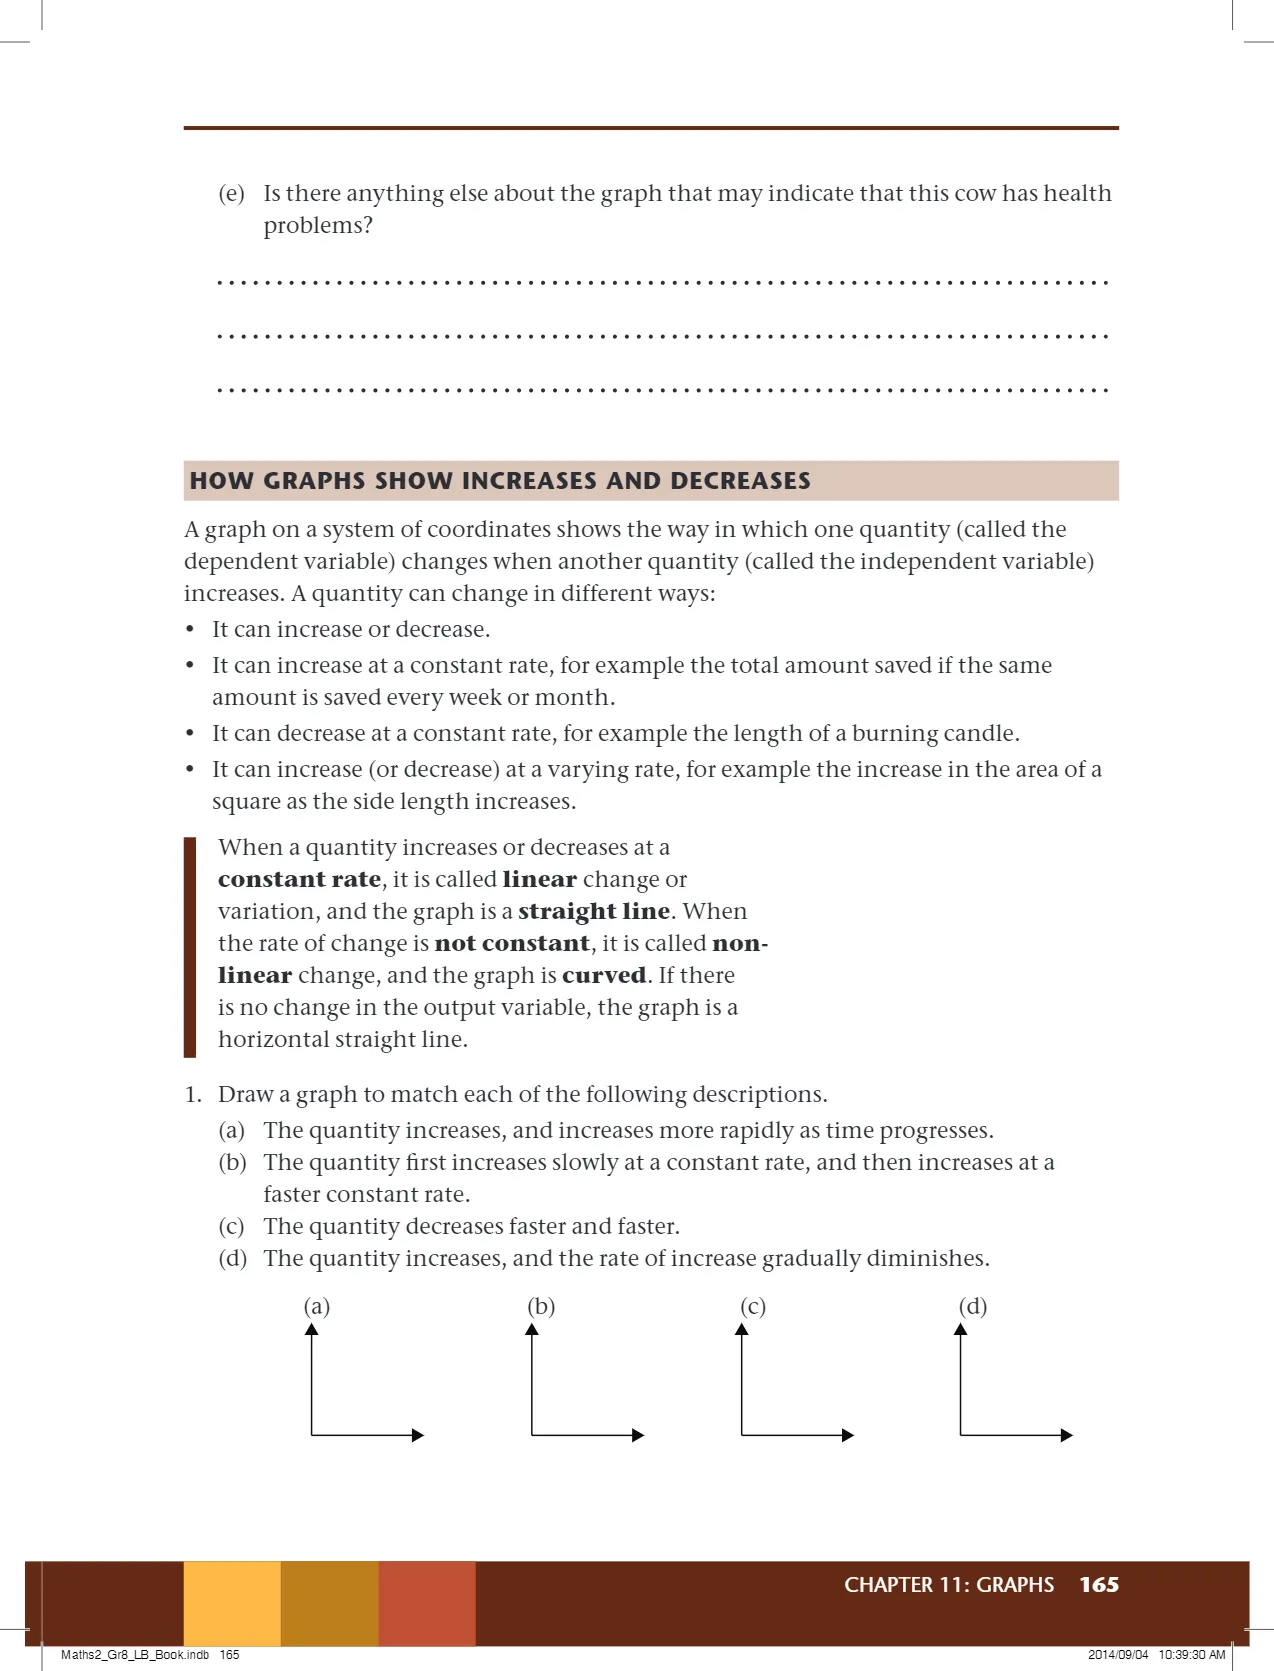 (e) Is there anything else about the graph that may indicate that this cow has health
problems?
HOW GRAPHS SHOW INCREASES AND DECREASES
A graph on a system of coordinates shows the way in which one quantity (called the
dependent variable) changes when another quantity (called the independent variable)
increases. A quantity can change in different ways:
• It can increase or decrease.
• It can increase at a constant rate, for example the total amount saved if the same
amount is saved every week or month.
• It can decrease at a constant rate, for example the length of a burning candle.
• It can increase (or decrease) at a varying rate, for example the increase in the area of a
square as the side length increases.
When a quantity increases or decreases at a
constant rate, it is called linear change or
variation, and the graph is a straight line. When
the rate of change is not constant, it is called non-
linear change, and the graph is curved. If there
is no change in the output variable, the graph is a
horizontal straight line.
1. Draw a graph to match each of the following descriptions.
(a) The quantity increases, and increases more rapidly as time progresses.
(b) The quantity first increases slowly at a constant rate, and then increases at a
faster constant rate.
(c) The quantity decreases faster and faster.
(d) The quantity increases, and the rate of increase gradually diminishes.
(a) (b) (c) (d)
CHAPTER 11: GRAPHS 165
Maths2_Gr8_LB_Book.indb 165 2014/09/04 10:39:30 AM